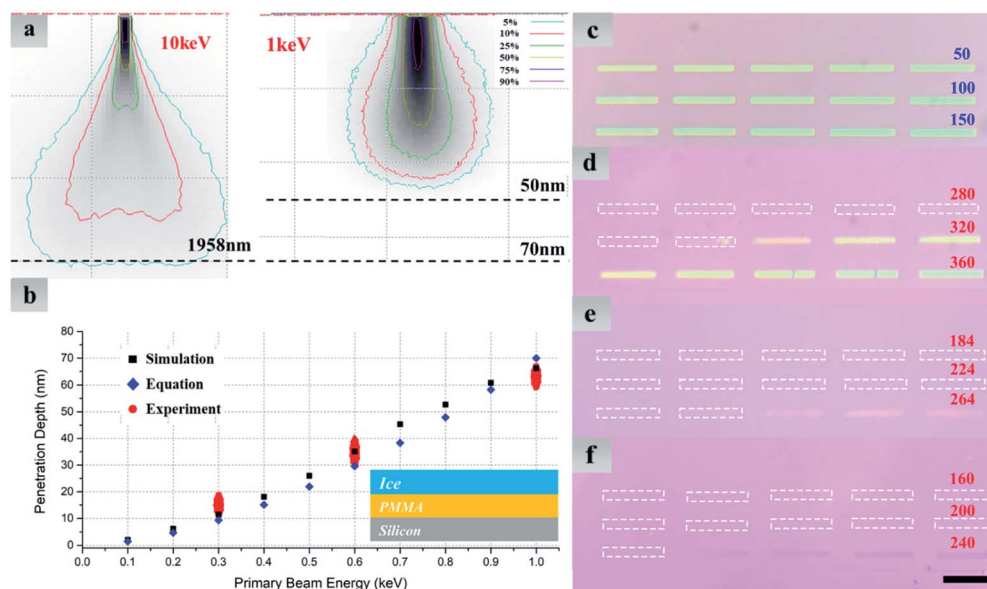 a
10keV
1keV
5%
10%
25%
50%
75%
90%
50nm
70nm
1958nm
b
80
70
60
50
40
30
20
10
0
Penetration Depth (nm)
Simulation
Equation
Experiment
Ice
PMMA
Silicon
0.0 0.1 0.2 0.3 0.4 0.5 0.6 0.7 0.8 0.9 1.0
Primary Beam Energy (keV)
c
50
100
150
d
280
320
360
e
184
224
264
f
160
200
240